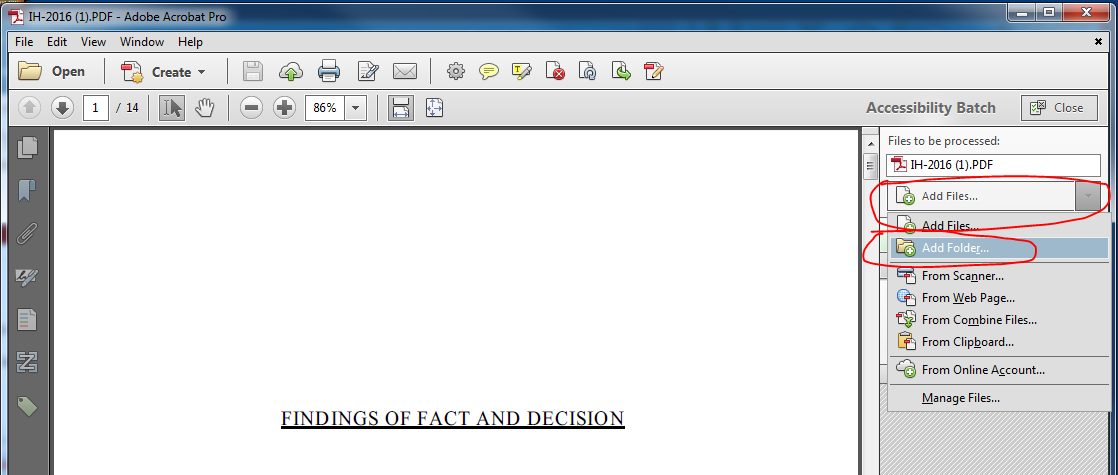 IH-2016 (1).PDF - Adobe Acrobat Pro
File Edit View Window Help
Open Create
1 / 14 86% Accessibility Batch Close
Files to be processed:
IH-2016 (1).PDF
Add Files...
Add Files...
Add Folder...
From Scanner...
From Web Page...
From Combine Files...
From Clipboard...
From Online Account...
Manage Files...
FINDINGS OF FACT AND DECISION